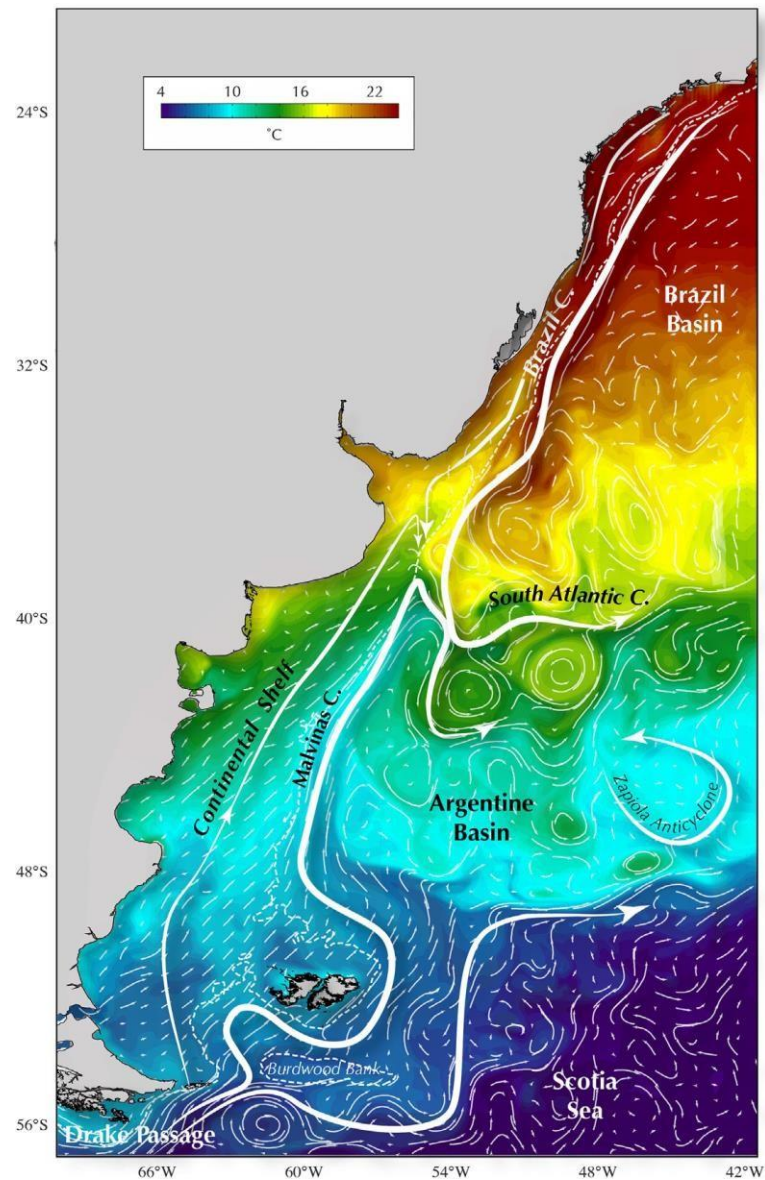 4 10 16 22
°C
24°S
Brazil C.
Brazil
Basin
32°S
South Atlantic C.
40°S
Continental Shelf
Malvinas C.
Zapiola Anticyclone
Argentine
Basin
48°S
Burdwood Bank
Scotia
Sea
56°S
Drake Passage
66°W 60°W 54°W 48°W 42°W